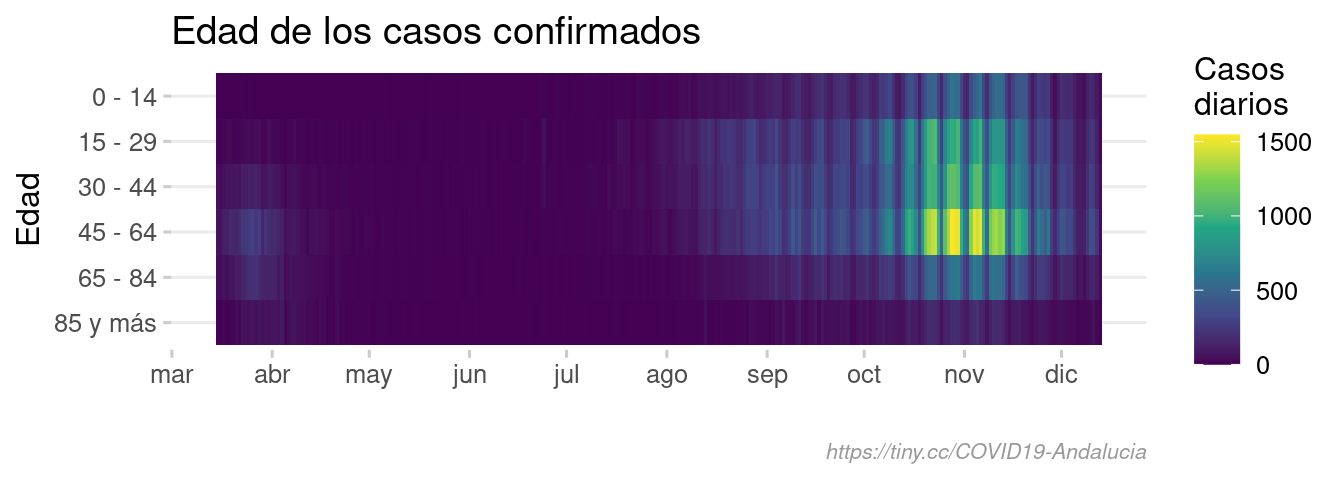 Edad de los casos confirmados
Edad
0 - 14
15 - 29
30 - 44
45 - 64
65 - 84
85 y más
mar abr may jun jul ago sep oct nov dic
Casos
diarios
1500
1000
500
0
https://tiny.cc/COVID19-Andalucia